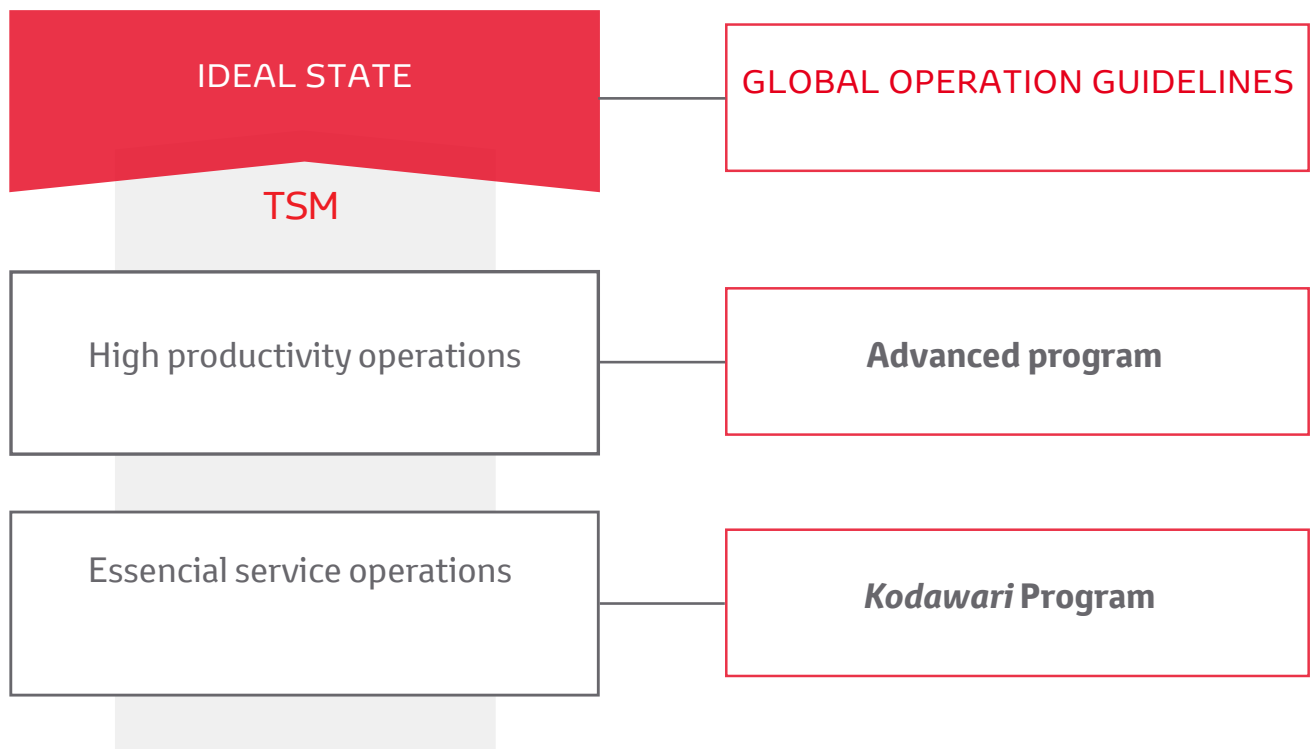 IDEAL STATE
GLOBAL OPERATION GUIDELINES
TSM
High productivity operations
Advanced program
Essencial service operations
Kodawari Program